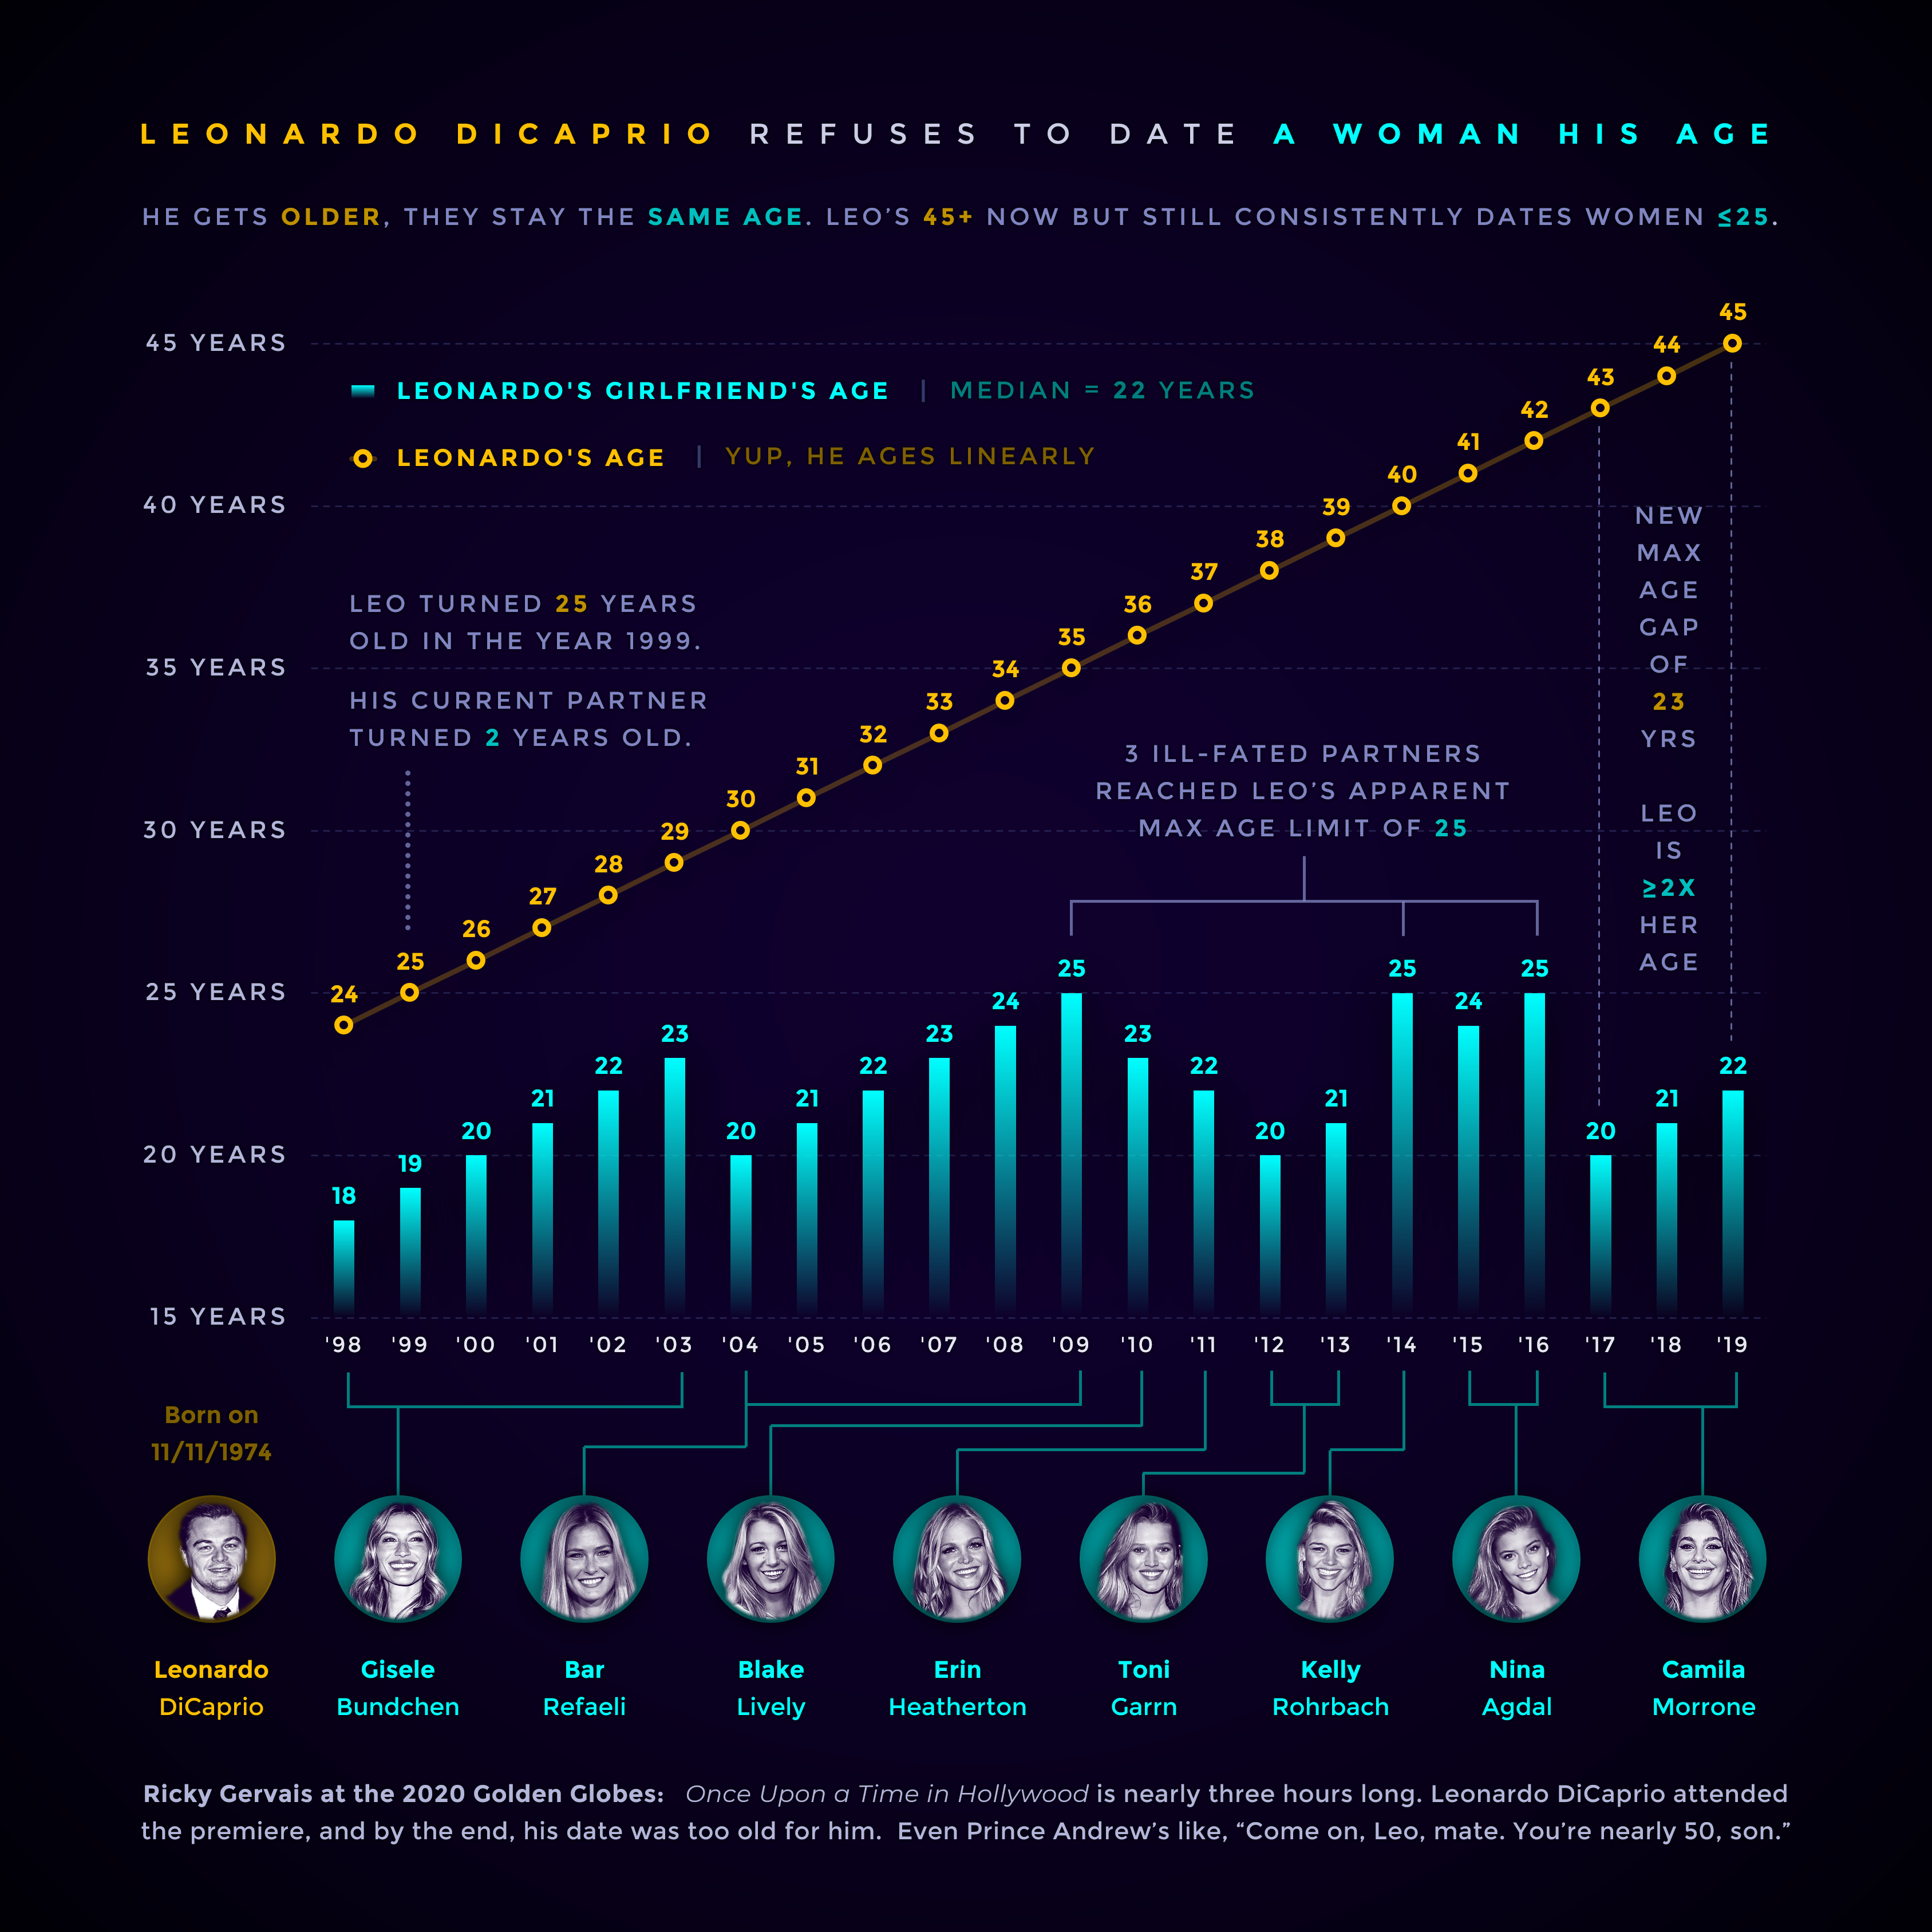 LEONARDO DICAPRIO REFUSES TO DATE A WOMAN HIS AGE
HE GETS OLDER, THEY STAY THE SAME AGE. LEO’S 45+ NOW BUT STILL CONSISTENTLY DATES WOMEN ≤25.
45 YEARS
40 YEARS
35 YEARS
30 YEARS
25 YEARS
20 YEARS
15 YEARS
LEONARDO'S GIRLFRIEND'S AGE | MEDIAN = 22 YEARS
LEONARDO'S AGE | YUP, HE AGES LINEARLY
LEO TURNED 25 YEARS
OLD IN THE YEAR 1999.
HIS CURRENT PARTNER
TURNED 2 YEARS OLD.
3 ILL-FATED PARTNERS
REACHED LEO’S APPARENT
MAX AGE LIMIT OF 25
NEW
MAX
AGE
GAP
OF
23
YRS
LEO
IS
≥2X
HER
AGE
24 25 26 27 28 29 30 31 32 33 34 35 36 37 38 39 40 41 42 43 44 45
18 19 20 21 22 23 20 21 22 23 24 25 23 22 20 21 25 24 25 20 21 22
'98 '99 '00 '01 '02 '03 '04 '05 '06 '07 '08 '09 '10 '11 '12 '13 '14 '15 '16 '17 '18 '19
Born on
11/11/1974
Leonardo
DiCaprio
Gisele
Bundchen
Bar
Refaeli
Blake
Lively
Erin
Heatherton
Toni
Garrn
Kelly
Rohrbach
Nina
Agdal
Camila
Morrone
Ricky Gervais at the 2020 Golden Globes: Once Upon a Time in Hollywood is nearly three hours long. Leonardo DiCaprio attended
the premiere, and by the end, his date was too old for him. Even Prince Andrew’s like, “Come on, Leo, mate. You’re nearly 50, son.”